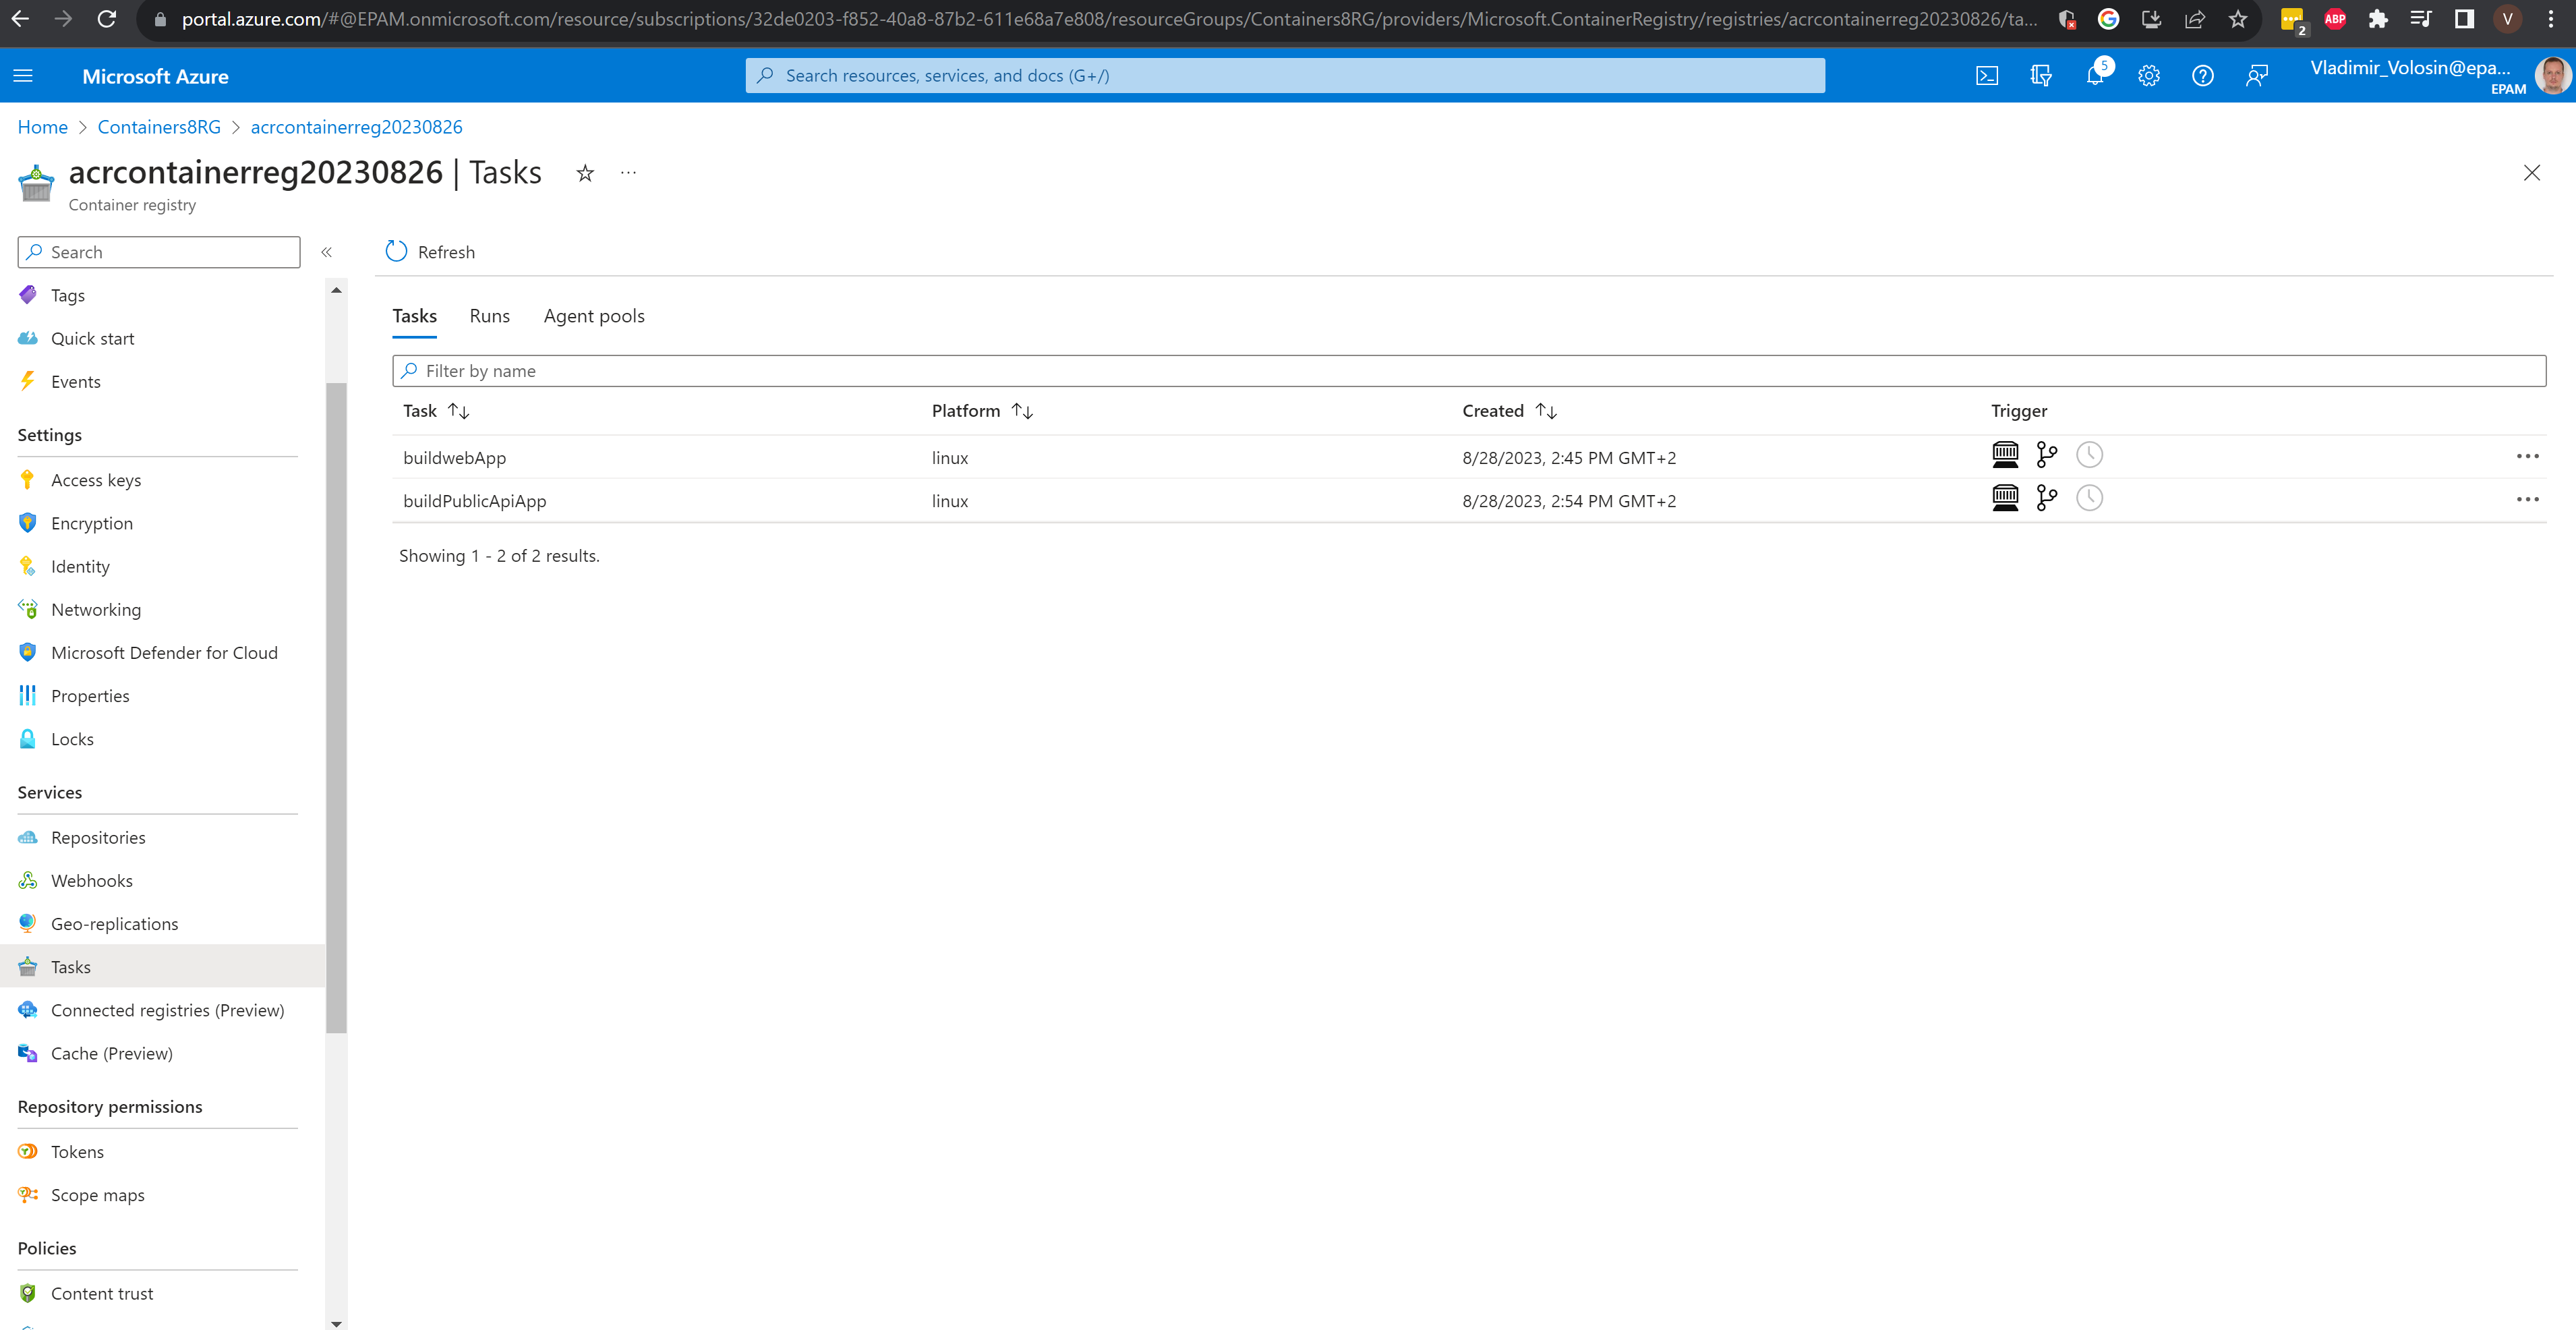 portal.azure.com/#@EPAM.onmicrosoft.com/resource/subscriptions/32de0203-f852-40a8-87b2-611e68a7e808/resourceGroups/Containers8RG/providers/Microsoft.ContainerRegistry/registries/acrcontainerreg20230826/ta...
2
ABP
V
Microsoft Azure
Search resources, services, and docs (G+/)
5
Vladimir_Volosin@epa...
EPAM
Home > Containers8RG > acrcontainerreg20230826
acrcontainerreg20230826 | Tasks
Container registry
Search
Tags
Quick start
Events
Settings
Access keys
Encryption
Identity
Networking
Microsoft Defender for Cloud
Properties
Locks
Services
Repositories
Webhooks
Geo-replications
Tasks
Connected registries (Preview)
Cache (Preview)
Repository permissions
Tokens
Scope maps
Policies
Content trust
Refresh
Tasks Runs Agent pools
Filter by name
Task Platform Created Trigger
buildwebApp linux 8/28/2023, 2:45 PM GMT+2
buildPublicApiApp linux 8/28/2023, 2:54 PM GMT+2
Showing 1 - 2 of 2 results.